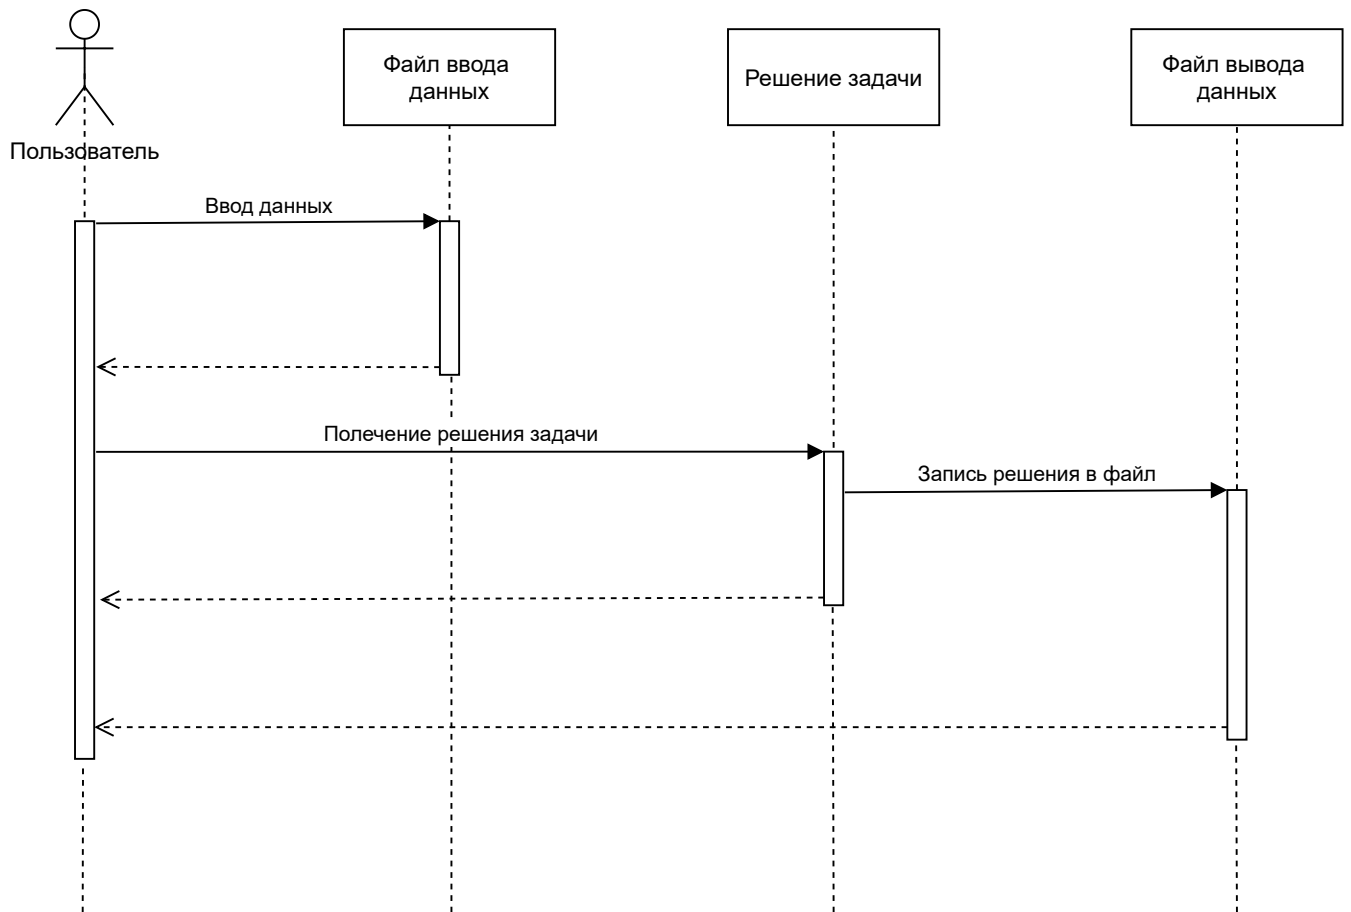 Файл ввода
данных
Решение задачи
Файл вывода
данных
Пользователь
Ввод данных
Полечение решения задачи
Запись решения в файл